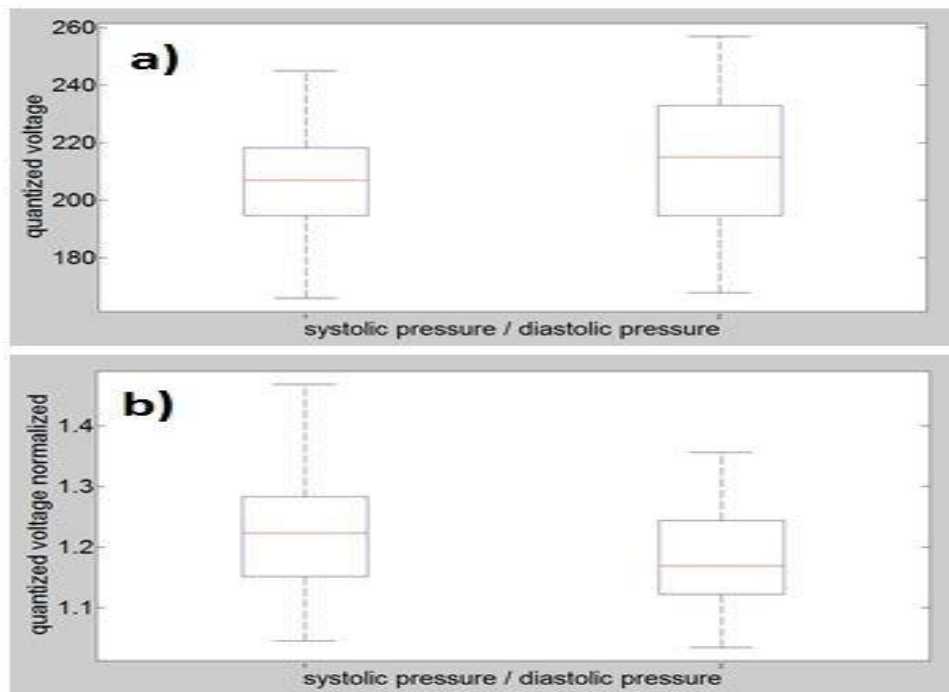 a)
quantized voltage
260
240
220
200
180
systolic pressure / diastolic pressure
b)
quantized voltage normalized
1.4
1.3
1.2
1.1
systolic pressure / diastolic pressure